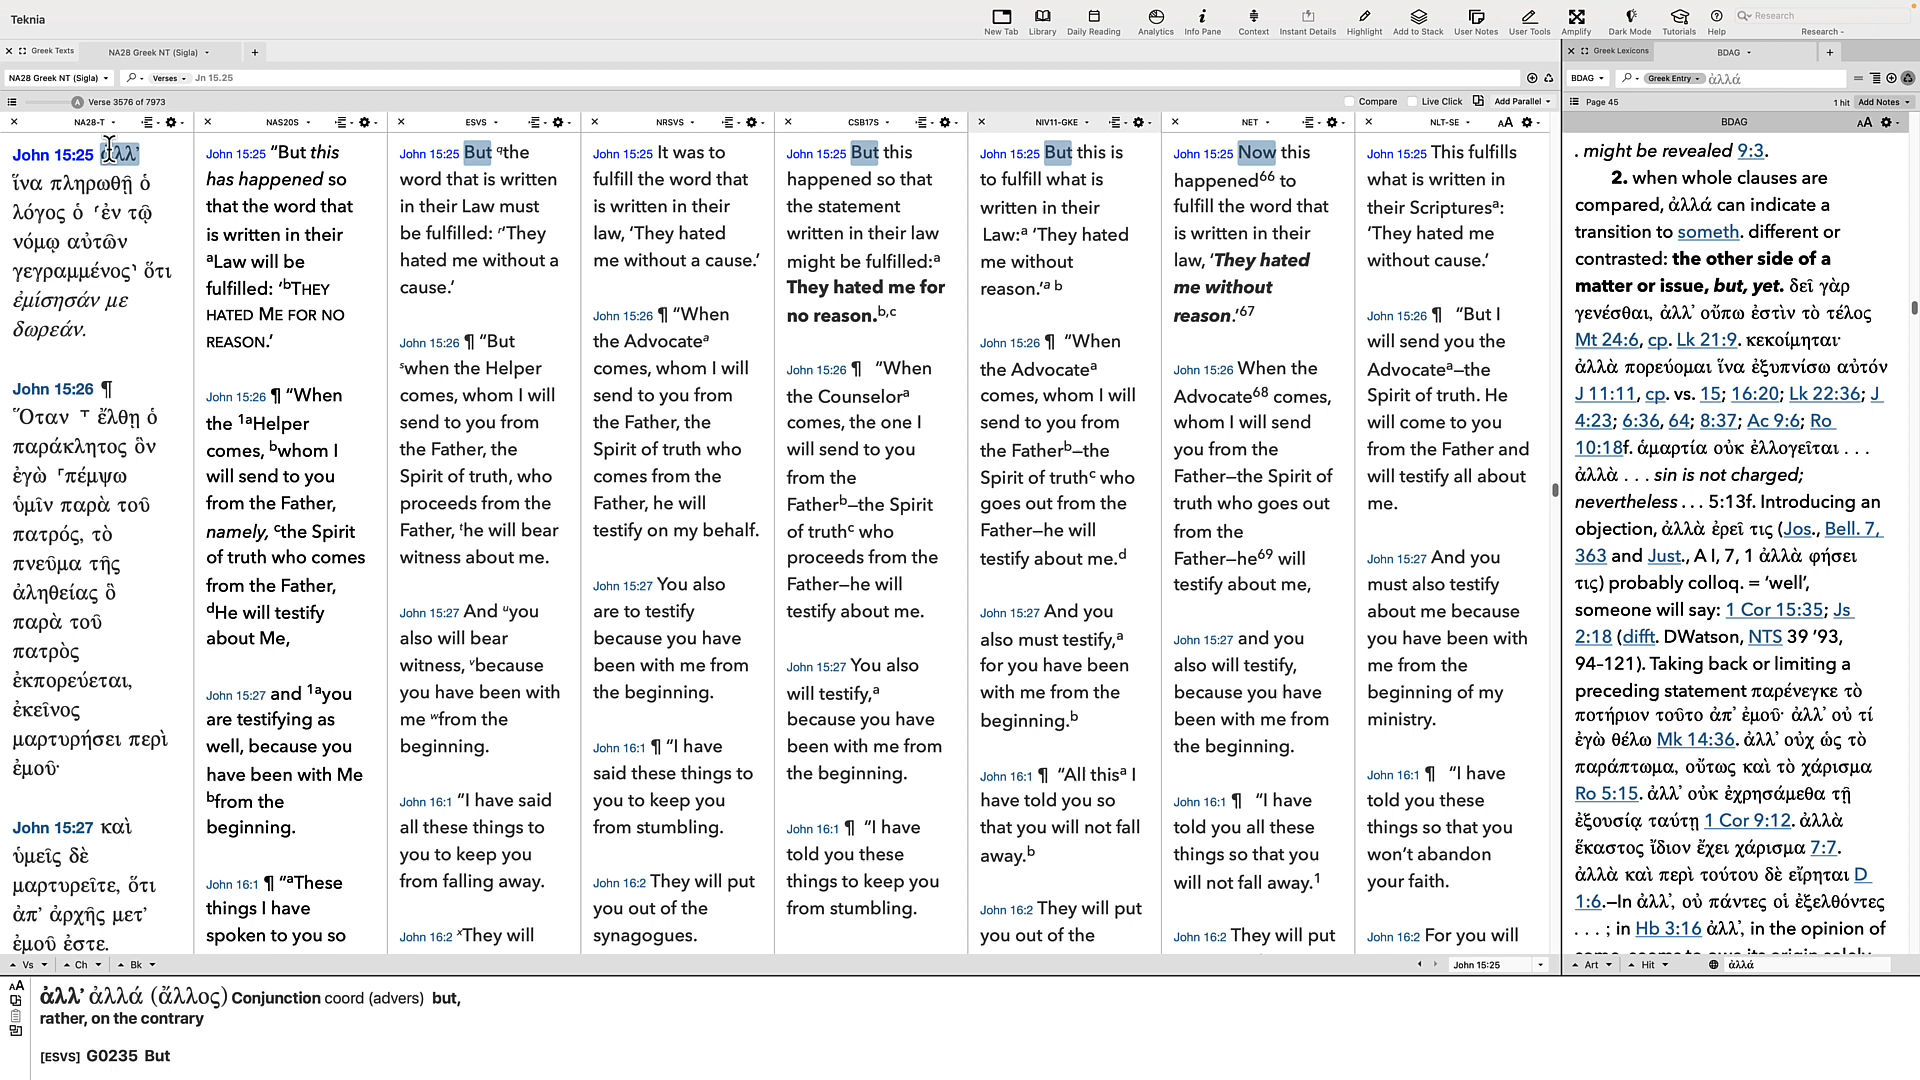 Teknia
New Tab Library Daily Reading Analytics Info Pane Context Instant Details Highlight Add to Stack User Notes User Tools Amplify Dark Mode Tutorials Help Research
Research
Greek Texts NA28 Greek NT (Sigla) +
NA28 Greek NT (Sigla) Verses Jn 15.25
Verse 3576 of 7973 Compare Live Click Add Parallel
NA28-T
John 15:25 ἀλλ’
ἵνα πληρωθῇ ὁ
λόγος ὁ ⸂ἐν τῷ
νόμῳ αὐτῶν
γεγραμμένος⸃ ὅτι
ἐμίσησάν με
δωρεάν.
John 15:26 ¶
Ὅταν ⸆ ἔλθῃ ὁ
παράκλητος ὃν
ἐγὼ ⸀πέμψω
ὑμῖν παρὰ τοῦ
πατρός, τὸ
πνεῦμα τῆς
ἀληθείας ὃ
παρὰ τοῦ
πατρὸς
ἐκπορεύεται,
ἐκεῖνος
μαρτυρήσει περὶ
ἐμοῦ·
John 15:27 καὶ
ὑμεῖς δὲ
μαρτυρεῖτε, ὅτι
ἀπ’ ἀρχῆς μετ’
ἐμοῦ ἐστε.
NAS20S
John 15:25 “But this
has happened so
that the word that
is written in their
ᵃLaw will be
fulfilled: ‘ᵇTHEY
HATED ME FOR NO
REASON.’
John 15:26 ¶ “When
the ¹ᵃHelper
comes, ᵇwhom I
will send to you
from the Father,
namely, ᶜthe Spirit
of truth who comes
from the Father,
ᵈHe will testify
about Me,
John 15:27 and ¹ᵃyou
are testifying as
well, because you
have been with Me
ᵇfrom the
beginning.
John 16:1 ¶ “ᵃThese
things I have
spoken to you so
ESVS
John 15:25 But qthe
word that is written
in their Law must
be fulfilled: r‘They
hated me without a
cause.’
John 15:26 ¶ “But
ˢwhen the Helper
comes, whom I will
send to you from
the Father, the
Spirit of truth, who
proceeds from the
Father, ᵗhe will bear
witness about me.
John 15:27 And ᵘyou
also will bear
witness, ᵛbecause
you have been with
me ʷfrom the
beginning.
John 16:1 “I have said
all these things to
you to keep you
from falling away.
John 16:2 ˣThey will
NRSVS
John 15:25 It was to
fulfill the word that
is written in their
law, ‘They hated
me without a cause.’
John 15:26 ¶ “When
the Advocateᵃ
comes, whom I will
send to you from
the Father, the
Spirit of truth who
comes from the
Father, he will
testify on my behalf.
John 15:27 You also
are to testify
because you have
been with me from
the beginning.
John 16:1 ¶ “I have
said these things to
you to keep you
from stumbling.
John 16:2 They will put
you out of the
synagogues.
CSB17S
John 15:25 But this
happened so that
the statement
written in their law
might be fulfilled:ᵃ
They hated me for
no reason.ᵇ,ᶜ
John 15:26 ¶ “When
the Counselorᵃ
comes, the one I
will send to you
from the
Fatherᵇ—the Spirit
of truthᶜ who
proceeds from the
Father—he will
testify about me.
John 15:27 You also
will testify,ᵃ
because you have
been with me from
the beginning.
John 16:1 ¶ “I have
told you these
things to keep you
from stumbling.
NIV11-GKE
John 15:25 But this is
to fulfill what is
written in their
Law:ᵃ ‘They hated
me without
reason.’ᵃ ᵇ
John 15:26 ¶ “When
the Advocateᵃ
comes, whom I will
send to you from
the Fatherᵇ—the
Spirit of truthᶜ who
goes out from the
Father—he will
testify about me.ᵈ
John 15:27 And you
also must testify,ᵃ
for you have been
with me from the
beginning.ᵇ
John 16:1 ¶ “All thisᵃ I
have told you so
that you will not fall
away.ᵇ
John 16:2 They will put
you out of the
NET
John 15:25 Now this
happened⁶⁶ to
fulfill the word that
is written in their
law, ‘They hated
me without
reason.’⁶⁷
John 15:26 When the
Advocate⁶⁸ comes,
whom I will send
you from the
Father—the Spirit of
truth who goes out
from the
Father—he⁶⁹ will
testify about me,
John 15:27 and you
also will testify,
because you have
been with me from
the beginning.
John 16:1 ¶ “I have
told you all these
things so that you
will not fall away.¹
John 16:2 They will put
NLT-SE
John 15:25 This fulfills
what is written in
their Scripturesᵃ:
‘They hated me
without cause.’
John 15:26 ¶ “But I
will send you the
Advocateᵃ—the
Spirit of truth. He
will come to you
from the Father and
will testify all about
me.
John 15:27 And you
must also testify
about me because
you have been with
me from the
beginning of my
ministry.
John 16:1 ¶ “I have
told you these
things so that you
won’t abandon
your faith.
John 16:2 For you will
Vs Ch Bk John 15:25
Greek Lexicons BDAG +
BDAG Greek Entry ἀλλά
Page 45 1 hit Add Notes
BDAG
. might be revealed 9:3.
2. when whole clauses are
compared, ἀλλά can indicate a
transition to someth. different or
contrasted: the other side of a
matter or issue, but, yet. δεῖ γὰρ
γενέσθαι, ἀλλ’ οὔπω ἐστὶν τὸ τέλος
Mt 24:6, cp. Lk 21:9. κεκοίμηται·
ἀλλὰ πορεύομαι ἵνα ἐξυπνίσω αὐτόν
J 11:11, cp. vs. 15; 16:20; Lk 22:36; J
4:23; 6:36, 64; 8:37; Ac 9:6; Ro
10:18f. ἁμαρτία οὐκ ἐλλογεῖται . . .
ἀλλὰ . . . sin is not charged;
nevertheless . . . 5:13f. Introducing an
objection, ἀλλὰ ἐρεῖ τις (Jos., Bell. 7,
363 and Just., A I, 7, 1 ἀλλὰ φήσει
τις) probably colloq. = ‘well’,
someone will say: 1 Cor 15:35; Js
2:18 (difft. DWatson, NTS 39 ’93,
94–121). Taking back or limiting a
preceding statement παρένεγκε τὸ
ποτήριον τοῦτο ἀπ’ ἐμοῦ· ἀλλ’ οὐ τί
ἐγὼ θέλω Mk 14:36. ἀλλ’ οὐχ ὡς τὸ
παράπτωμα, οὕτως καὶ τὸ χάρισμα
Ro 5:15. ἀλλ’ οὐκ ἐχρησάμεθα τῇ
ἐξουσίᾳ ταύτῃ 1 Cor 9:12. ἀλλὰ
ἕκαστος ἴδιον ἔχει χάρισμα 7:7.
ἀλλὰ καὶ περὶ τούτου δὲ εἴρηται D
1:6.–In ἀλλ’, οὐ πάντες οἱ ἐξελθόντες
. . . ; in Hb 3:16 ἀλλ’, in the opinion of
Art Hit ἀλλά
ἀλλ’ ἀλλά (ἄλλος) Conjunction coord (advers) but,
rather, on the contrary
[ESVS] G0235 But